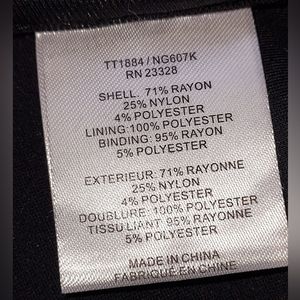 TT1884 / NG607K
RN 23328
SHELL: 71% RAYON
25% NYLON
4% POLYESTER
LINING:100% POLYESTER
BINDING: 95% RAYON
5% POLYESTER
EXTERIEUR: 71% RAYONNE
25% NYLON
4% POLYESTER
DOUBLURE: 100% POLYESTER
TISSU LIANT: 95% RAYONNE
5% POLYESTER
MADE IN CHINA
FABRIQUÉ EN CHINE